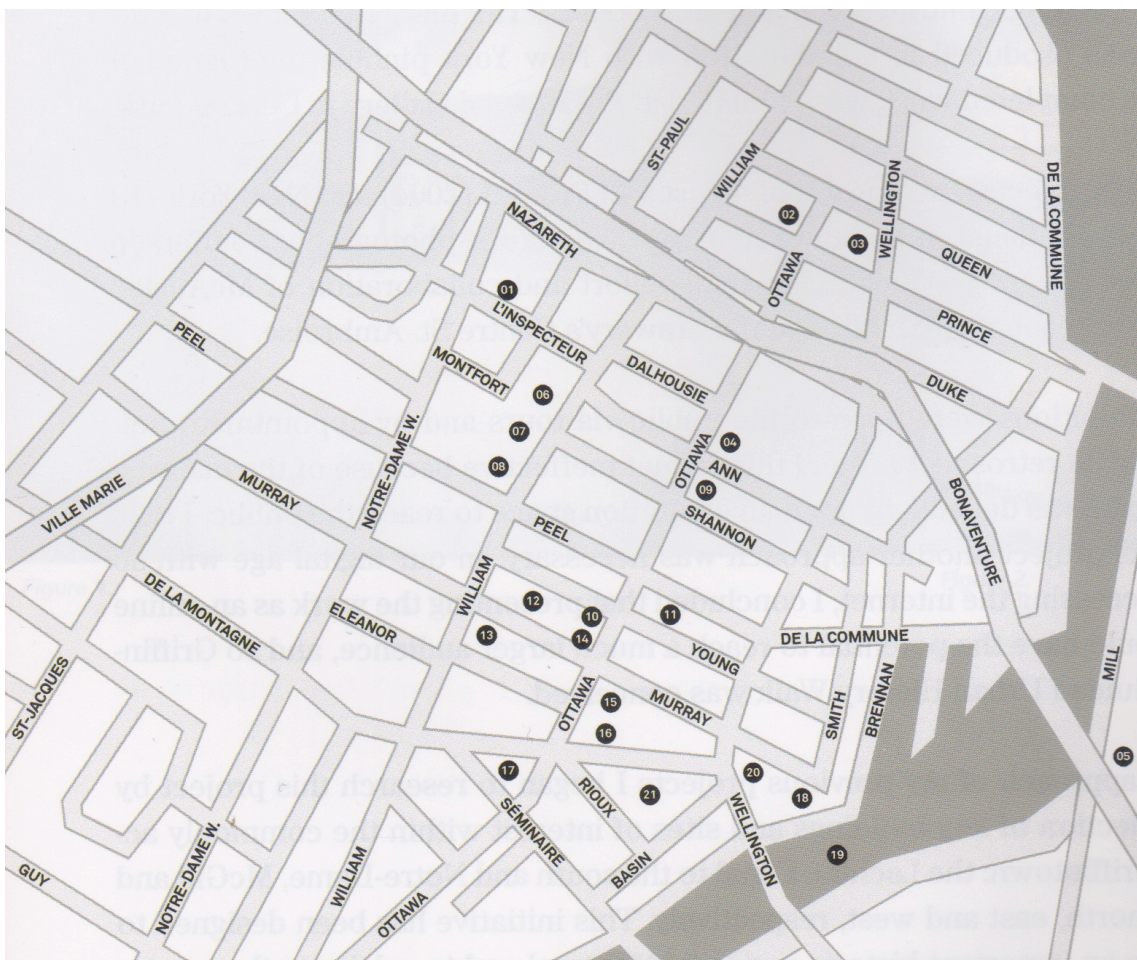 ST-PAUL
WILLIAM
WELLINGTON
DE LA COMMUNE
NAZARETH
02
03
OTTAWA
QUEEN
01
PEEL
L'INSPECTEUR
PRINCE
MONTFORT
DALHOUSIE
DUKE
06
07
08
NOTRE-DAME W.
OTTAWA
04
ANN
09
SHANNON
BONAVENTURE
VILLE MARIE
MURRAY
PEEL
WILLIAM
12
10
11
13
14
DE LA COMMUNE
DE LA MONTAGNE
ELEANOR
YOUNG
MILL
ST-JACQUES
OTTAWA
15
MURRAY
SMITH
BRENNAN
16
05
17
RIOUX
20
21
18
SÉMINAIRE
WELLINGTON
19
BASIN
GUY
NOTRE-DAME W.
WILLIAM
OTTAWA